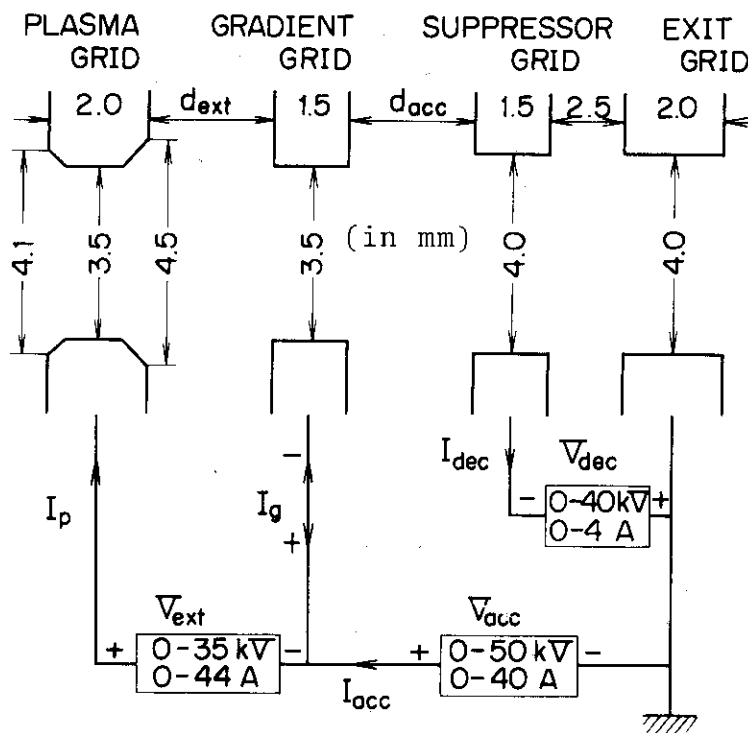 PLASMA GRID
GRADIENT GRID
SUPPRESSOR GRID
EXIT GRID
2.0
d_ext
1.5
d_acc
1.5
2.5
2.0
4.1
3.5
4.5
3.5
(in mm)
4.0
4.0
I_p
−
I_g
+
I_dec
V_dec
−
0-40kV
0-4 A
+
V_ext
+
0-35 kV
0-44 A
−
I_acc
V_acc
+
0-50 kV
0-40 A
−